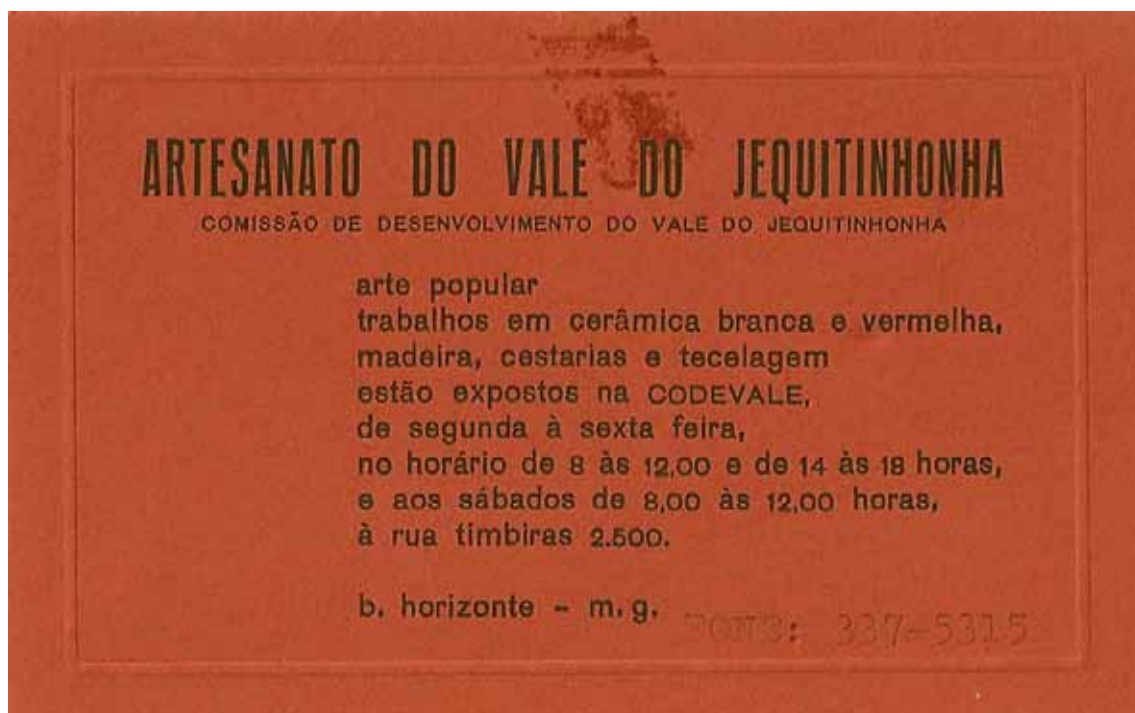 ARTESANATO DO VALE DO JEQUITINHONHA
COMISSÃO DE DESENVOLVIMENTO DO VALE DO JEQUITINHONHA
arte popular
trabalhos em cerâmica branca e vermelha,
madeira, cestarias e tecelagem
estão expostos na CODEVALE,
de segunda à sexta feira,
no horário de 8 às 12,00 e de 14 às 18 horas,
e aos sábados de 8,00 às 12,00 horas,
à rua timbiras 2.500.
b. horizonte - m. g. FONE: 337-5315